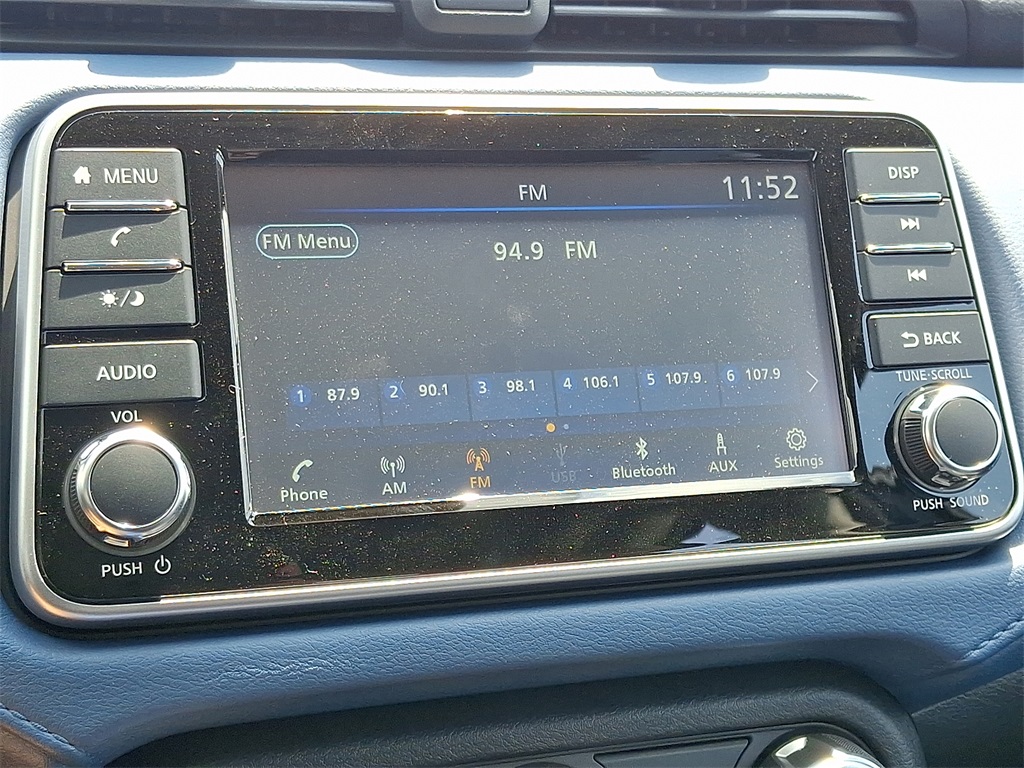 MENU
AUDIO
VOL
PUSH
FM
11:52
FM Menu
94.9 FM
1 87.9 2 90.1 3 98.1 4 106.1 5 107.9 6 107.9
Phone AM FM USB Bluetooth AUX Settings
DISP
BACK
TUNE·SCROLL
PUSH SOUND